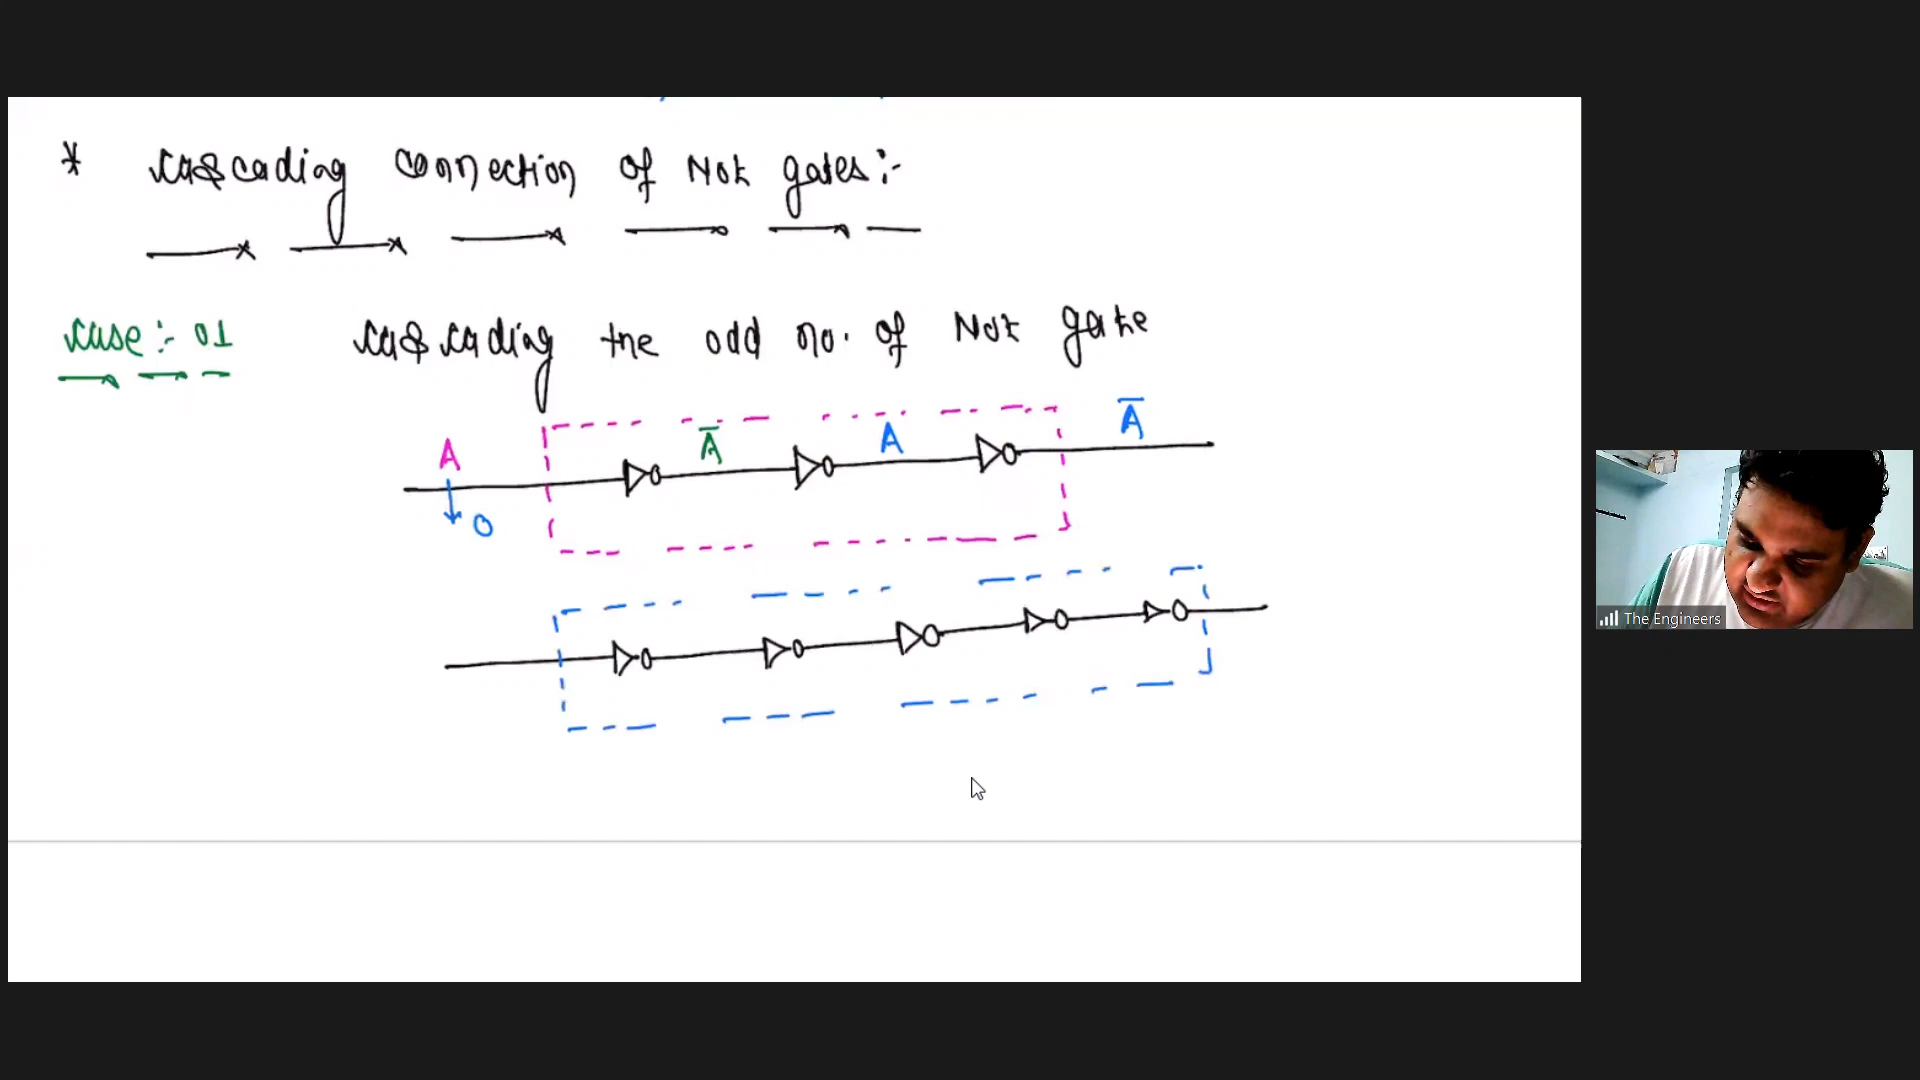 * Cascading connection of Not gates:-
Case:- 01 Cascading the odd no. of Not gate
A Ā A Ā
0
The Engineers